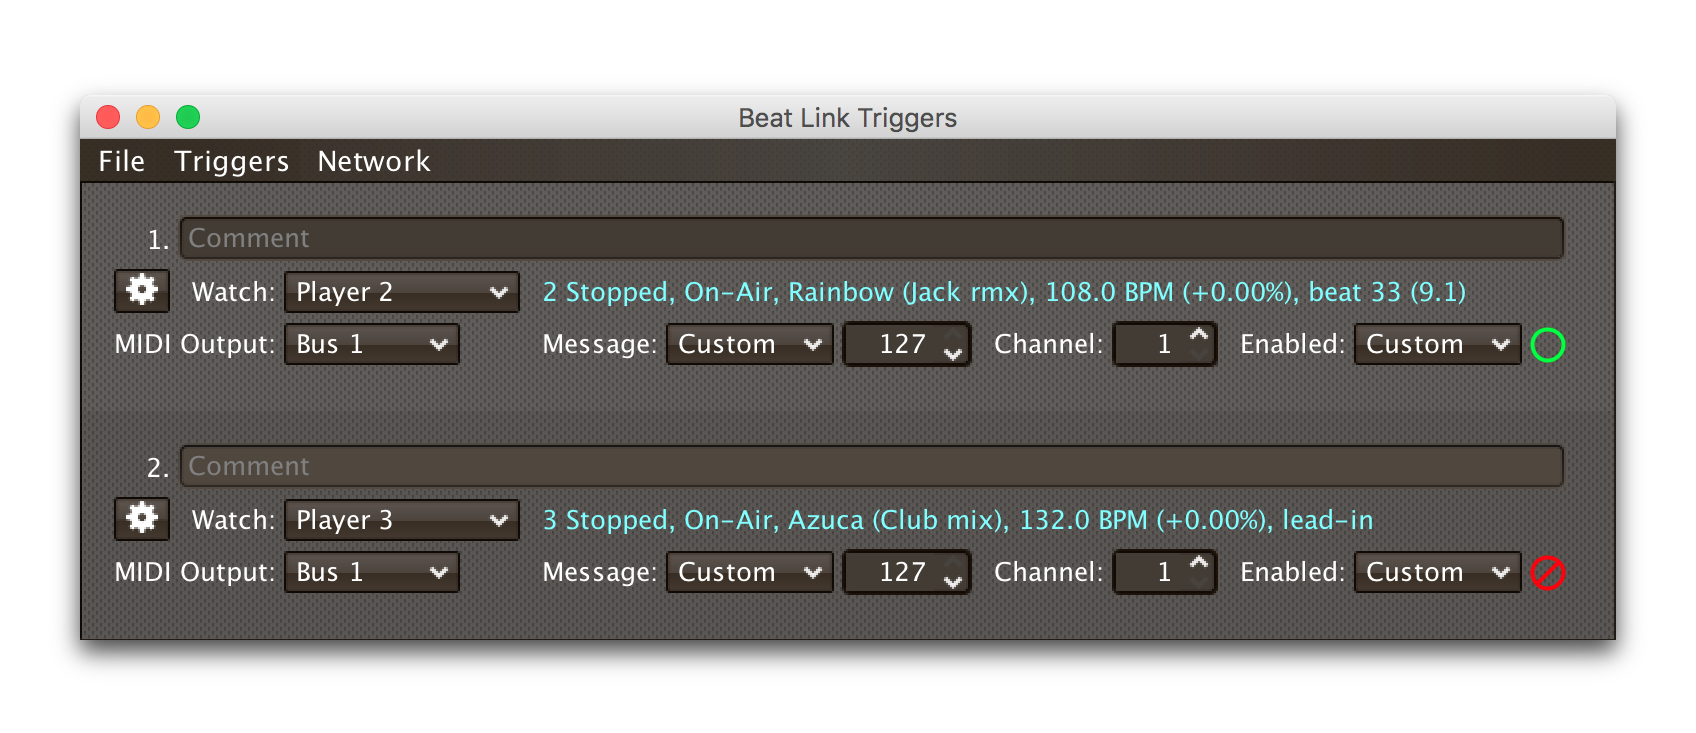 Beat Link Triggers
File Triggers Network
1. Comment
Watch: Player 2 2 Stopped, On-Air, Rainbow (Jack rmx), 108.0 BPM (+0.00%), beat 33 (9.1)
MIDI Output: Bus 1 Message: Custom 127 Channel: 1 Enabled: Custom
2. Comment
Watch: Player 3 3 Stopped, On-Air, Azuca (Club mix), 132.0 BPM (+0.00%), lead-in
MIDI Output: Bus 1 Message: Custom 127 Channel: 1 Enabled: Custom